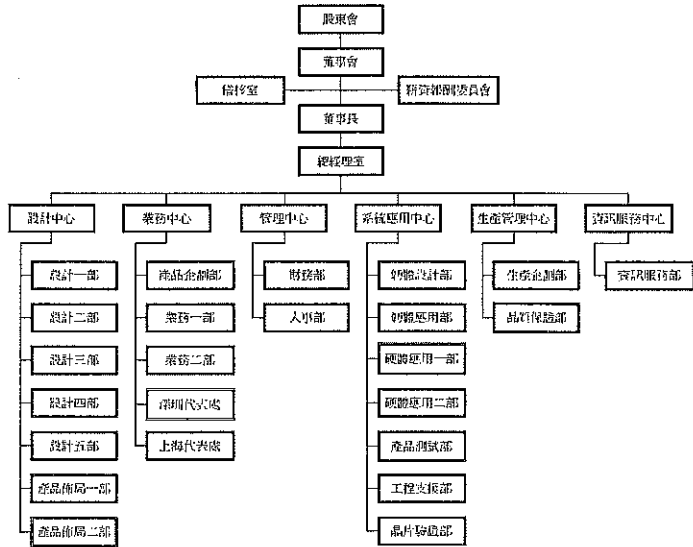 股東會
董事會
稽核室
薪資報酬委員會
董事長
總經理室
設計中心
業務中心
管理中心
系統應用中心
生產管理中心
資訊服務中心
設計一部
設計二部
設計三部
設計四部
設計五部
產品佈局一部
產品佈局二部
產品企劃部
業務一部
業務二部
深圳代表處
上海代表處
財務部
人事部
韌體設計部
韌體應用部
硬體應用一部
硬體應用二部
產品測試部
工程支援部
晶片驗證部
生產企劃部
品質保證部
資訊服務部